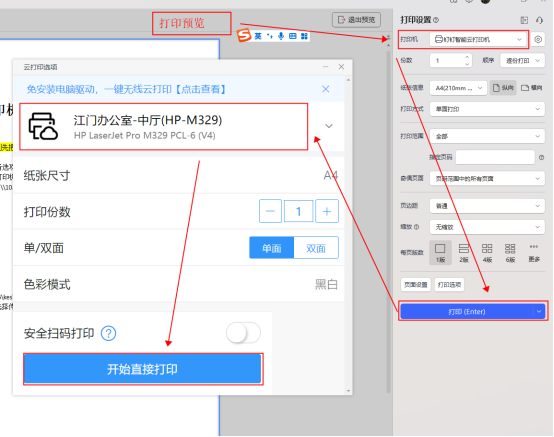 打印预览
退出预览
英
打印设置
打印机
钉钉智能云打印机
份数
1
顺序
逐份打印
纸张信息
A4(210mm ...
纵向
横向
打印方式
单面打印
打印范围
全部
指定页码
奇偶页面
页码范围中的所有页面
页边距
普通
缩放
无缩放
每页版数
1版
2版
4版
6版
更多
页面设置
打印选项
打印 (Enter)
云打印选项
免安装电脑驱动，一键无线云打印【点击查看】
江门办公室-中厅(HP-M329)
HP LaserJet Pro M329 PCL-6 (V4)
纸张尺寸
A4
打印份数
1
单/双面
单面
双面
色彩模式
黑白
安全扫码打印
开始直接打印